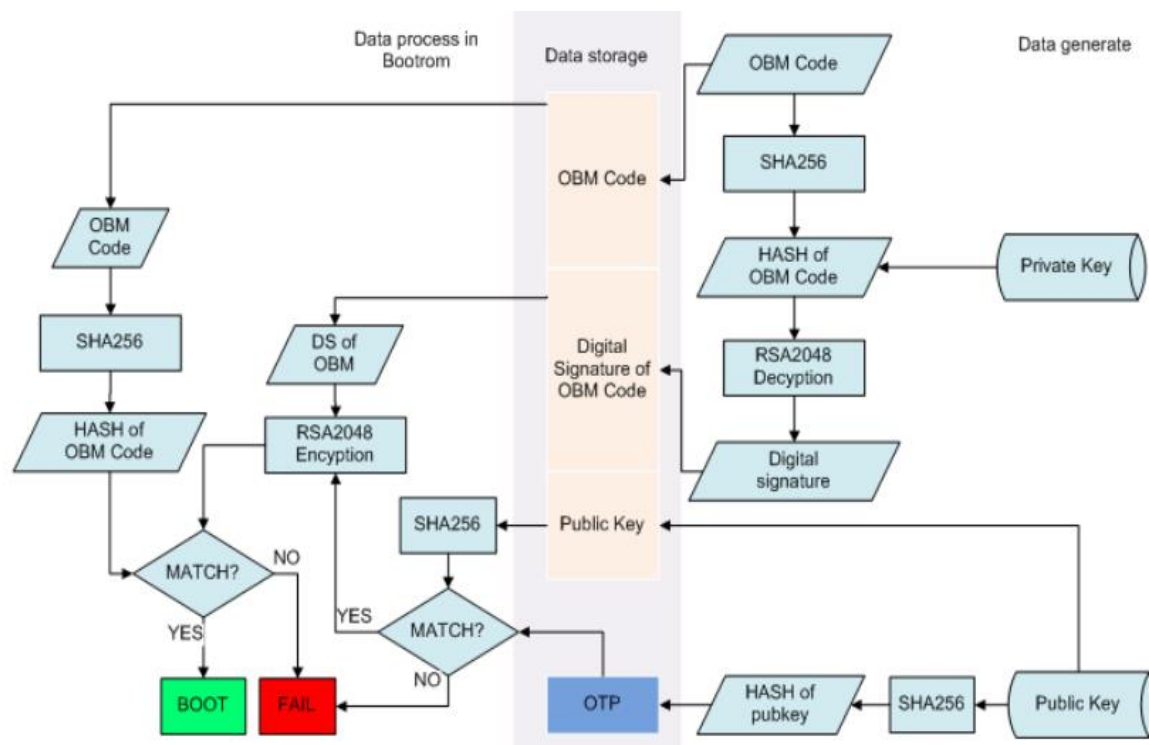 Data process in
Bootrom
Data storage
Data generate
OBM Code
SHA256
HASH of
OBM Code
Private Key
RSA2048
Decyption
Digital
signature
OBM Code
Digital
Signature of
OBM Code
Public Key
OTP
OBM
Code
SHA256
HASH of
OBM Code
DS of
OBM
RSA2048
Encyption
SHA256
MATCH?
NO
YES
MATCH?
YES
NO
BOOT
FAIL
HASH of
pubkey
SHA256
Public Key